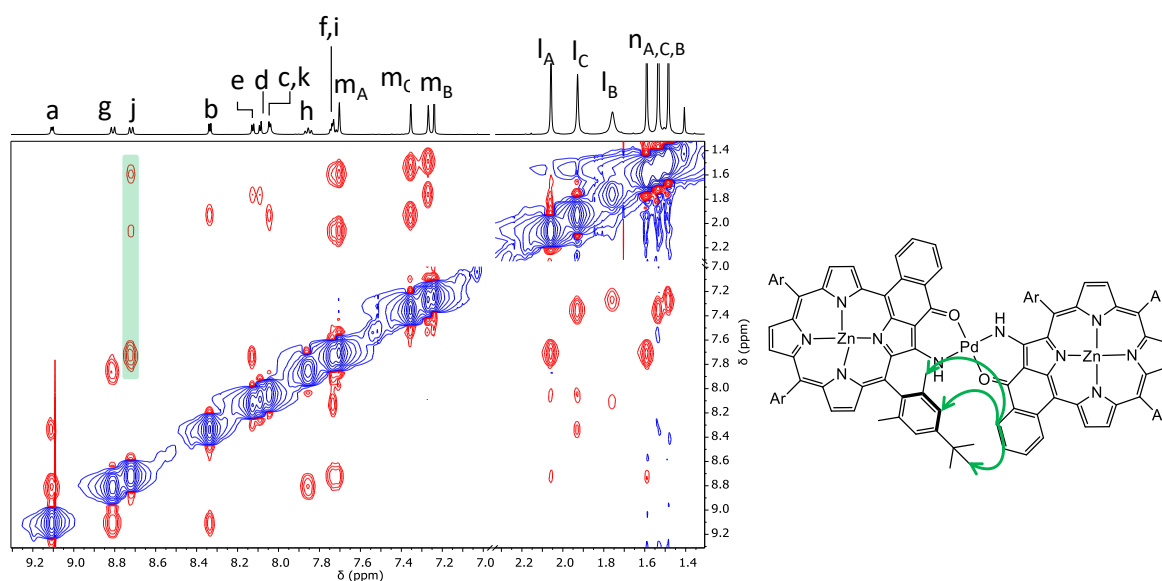 a
g
j
b
e
d
c,k
h
f,i
m_A
m_C
m_B
l_A
l_C
l_B
n_A,C,B
1.4
1.6
1.8
2.0
2.2
7.0
7.2
7.4
7.6
7.8
8.0
8.2
8.4
8.6
8.8
9.0
9.2
δ (ppm)
9.2 9.0 8.8 8.6 8.4 8.2 8.0 7.8 7.6 7.4 7.2 7.0 2.2 2.0 1.8 1.6 1.4
δ (ppm)
δ (ppm)
Ar
N
N Zn N
N
Ar
O
N
H
Pd
H
N
O
Ar
Ar
N
N Zn N
N
A